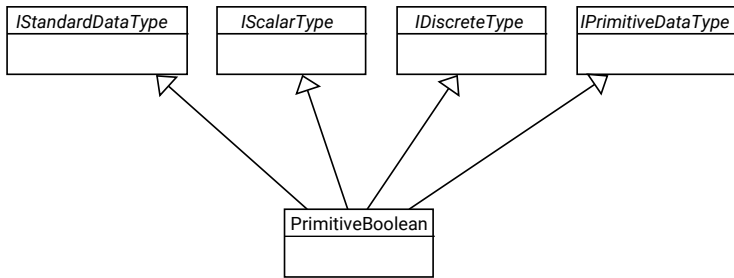 IStandardDataType
IScalarType
IDiscreteType
IPrimitiveDataType
PrimitiveBoolean